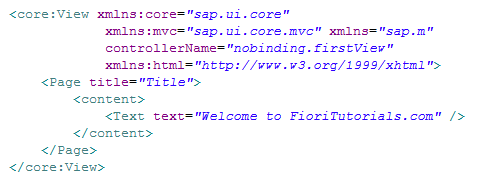 <core:View xmlns:core="sap.ui.core"
xmlns:mvc="sap.ui.core.mvc" xmlns="sap.m"
controllerName="nobinding.firstView"
xmlns:html="http://www.w3.org/1999/xhtml">
<Page title="Title">
<content>
<Text text="Welcome to FioriTutorials.com" />
</content>
</Page>
</core:View>